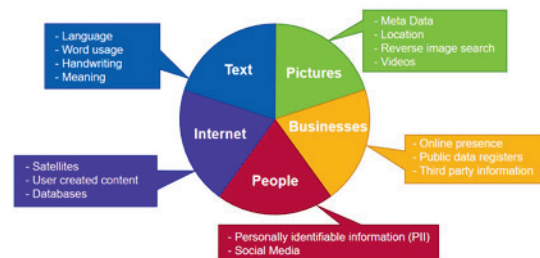 - Language
- Word usage
- Handwriting
- Meaning
Text
Pictures
- Meta Data
- Location
- Reverse image search
- Videos
Internet
Businesses
- Satellites
- User created content
- Databases
- Online presence
- Public data registers
- Third party information
People
- Personally identifiable information (PII)
- Social Media